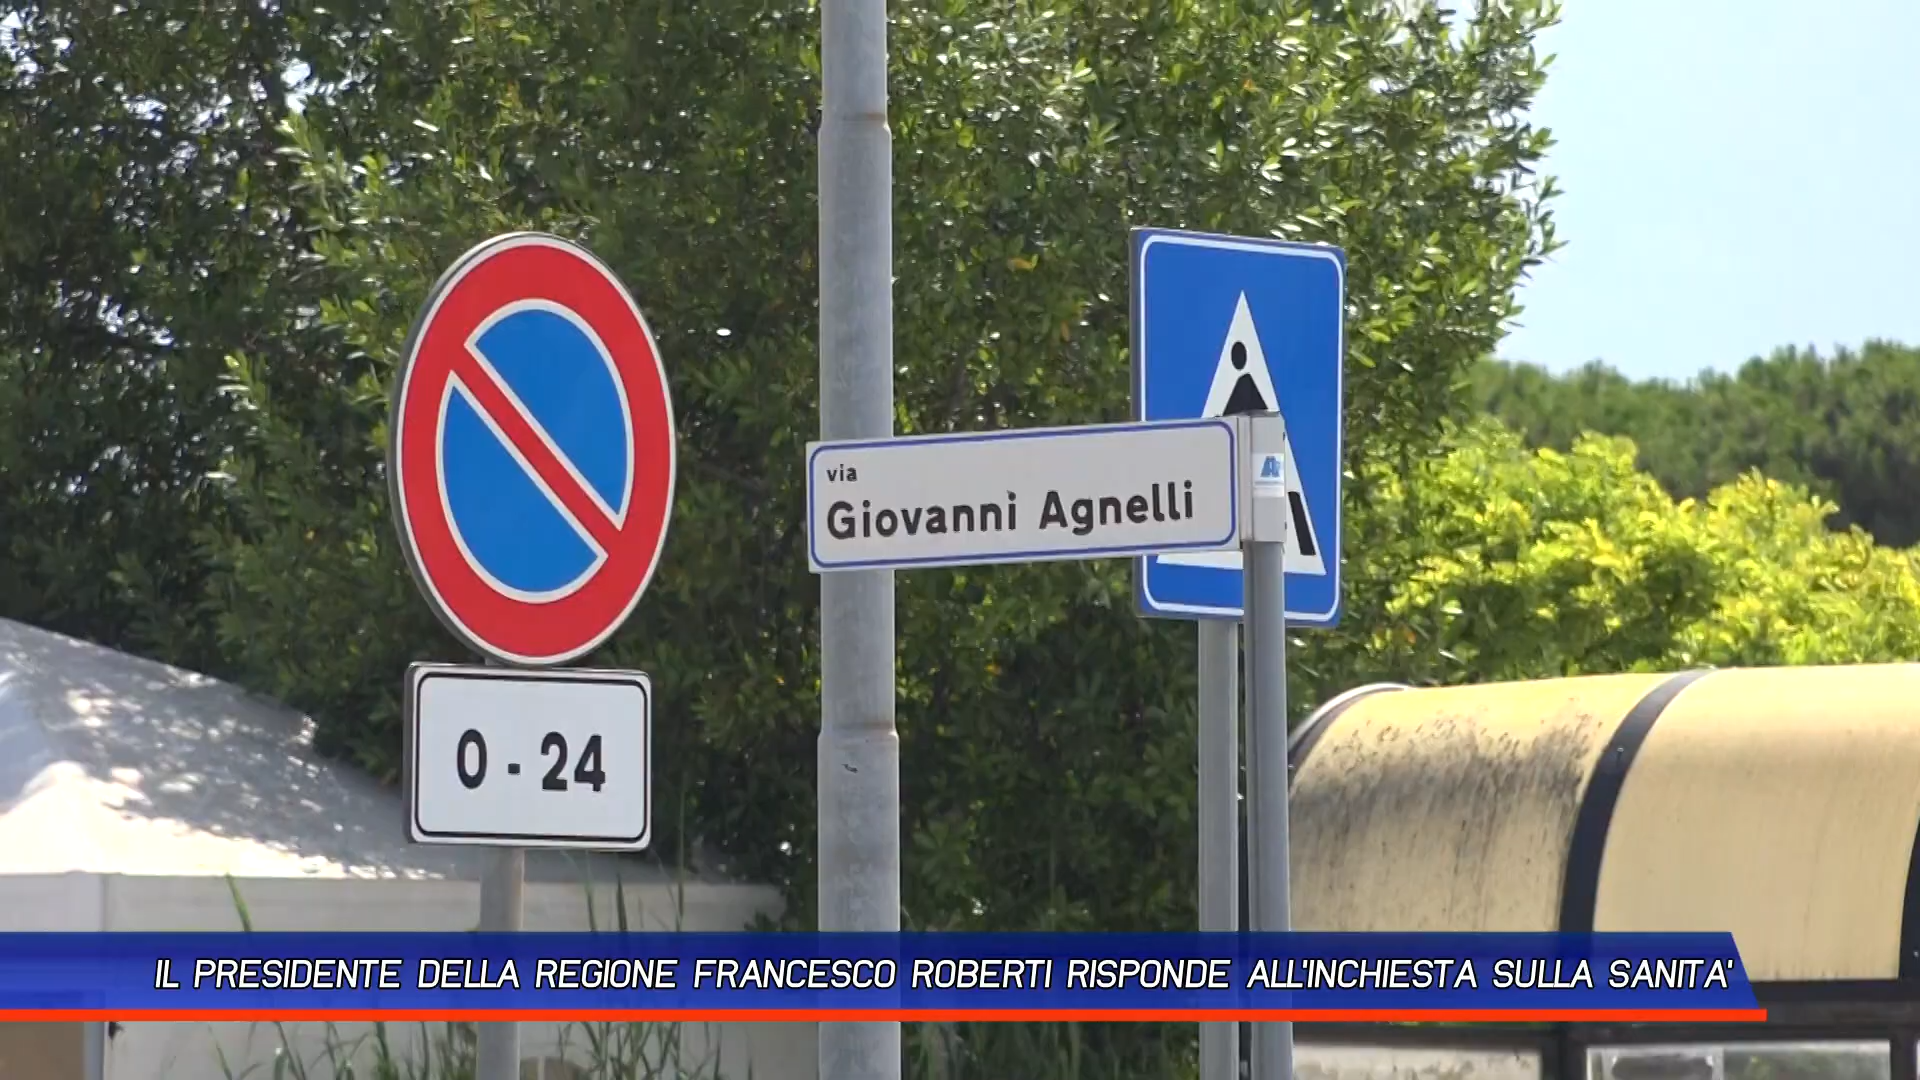 via
Giovanni Agnelli
0 - 24
IL PRESIDENTE DELLA REGIONE FRANCESCO ROBERTI RISPONDE ALL'INCHIESTA SULLA SANITA'